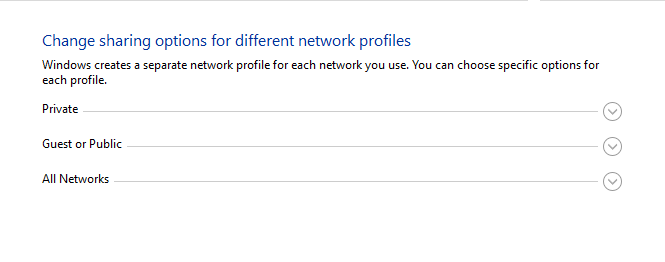 Change sharing options for different network profiles
Windows creates a separate network profile for each network you use. You can choose specific options for
each profile.
Private
Guest or Public
All Networks